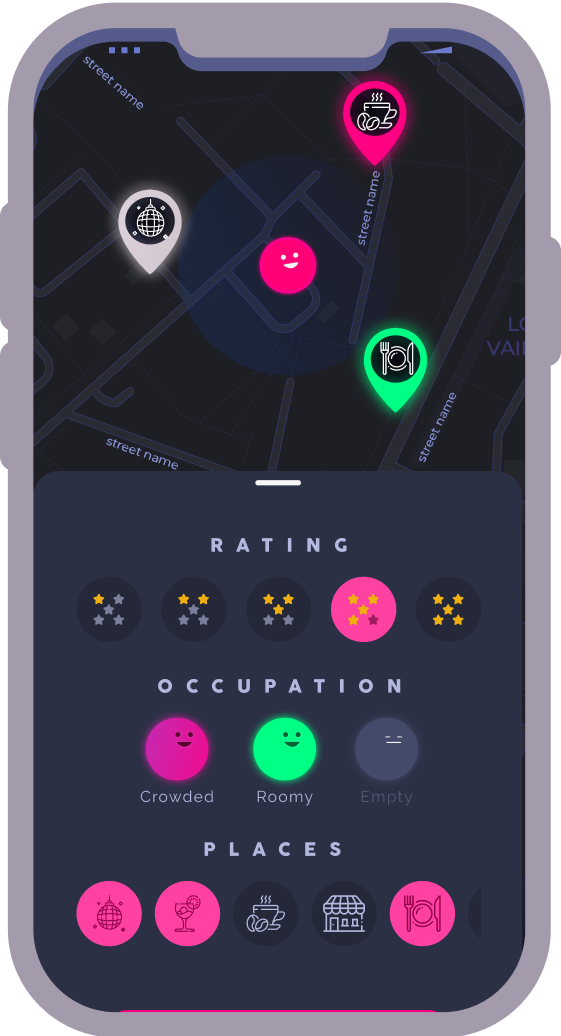 street name
street name
LO
VAI
street name
street name
RATING
OCCUPATION
Crowded Roomy Empty
PLACES